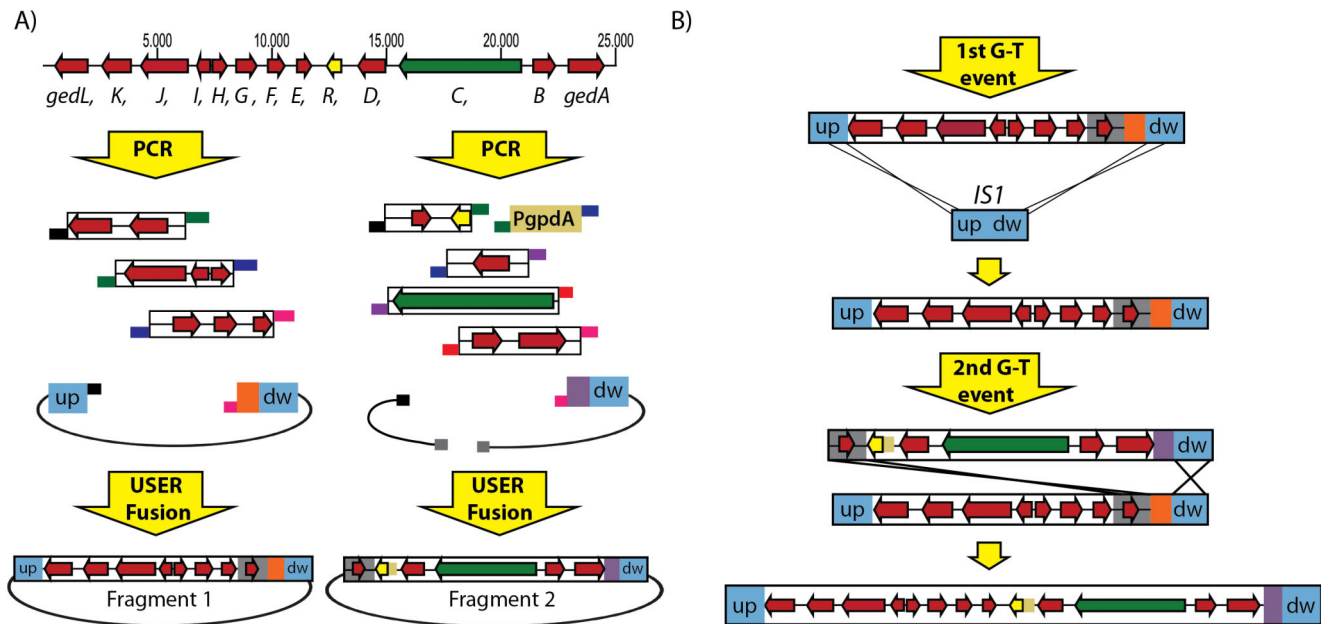 A)
5.000 10.000 15.000 20.000 25.000
gedL, K, J, I, H, G , F, E, R, D, C, B gedA
PCR
PCR
PgpdA
up
dw
dw
USER
Fusion
USER
Fusion
up dw
dw
Fragment 1
Fragment 2
B)
1st G-T
event
up dw
IS1
up dw
up dw
2nd G-T
event
dw
up dw
up dw